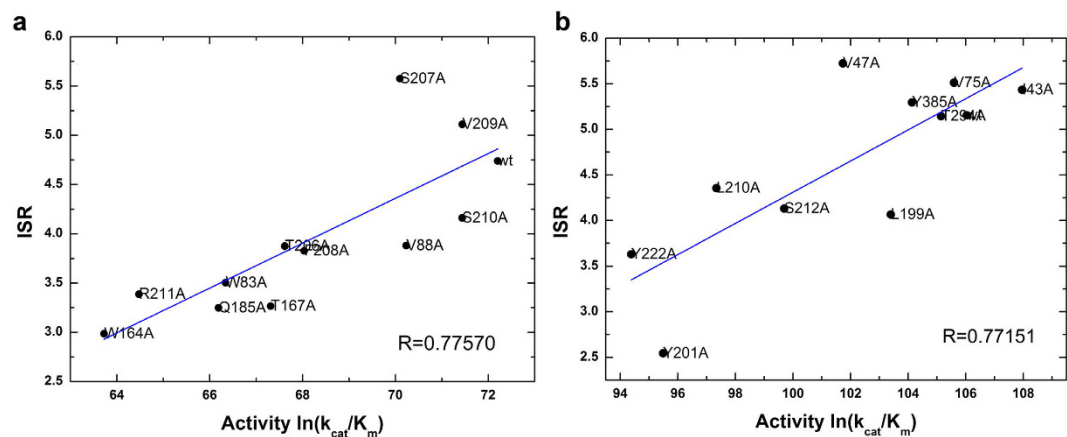 a
ISR
6.0
5.5
5.0
4.5
4.0
3.5
3.0
2.5
S207A
V209A
wt
S210A
V88A
T206A
Y208A
W83A
R211A
Q185A
T167A
W164A
R=0.77570
64 66 68 70 72
Activity ln(kcat/Km)
b
ISR
6.0
5.5
5.0
4.5
4.0
3.5
3.0
2.5
V47A
V75A
I43A
Y385A
T294A
L210A
S212A
L199A
Y222A
Y201A
R=0.77151
94 96 98 100 102 104 106 108
Activity ln(kcat/Km)